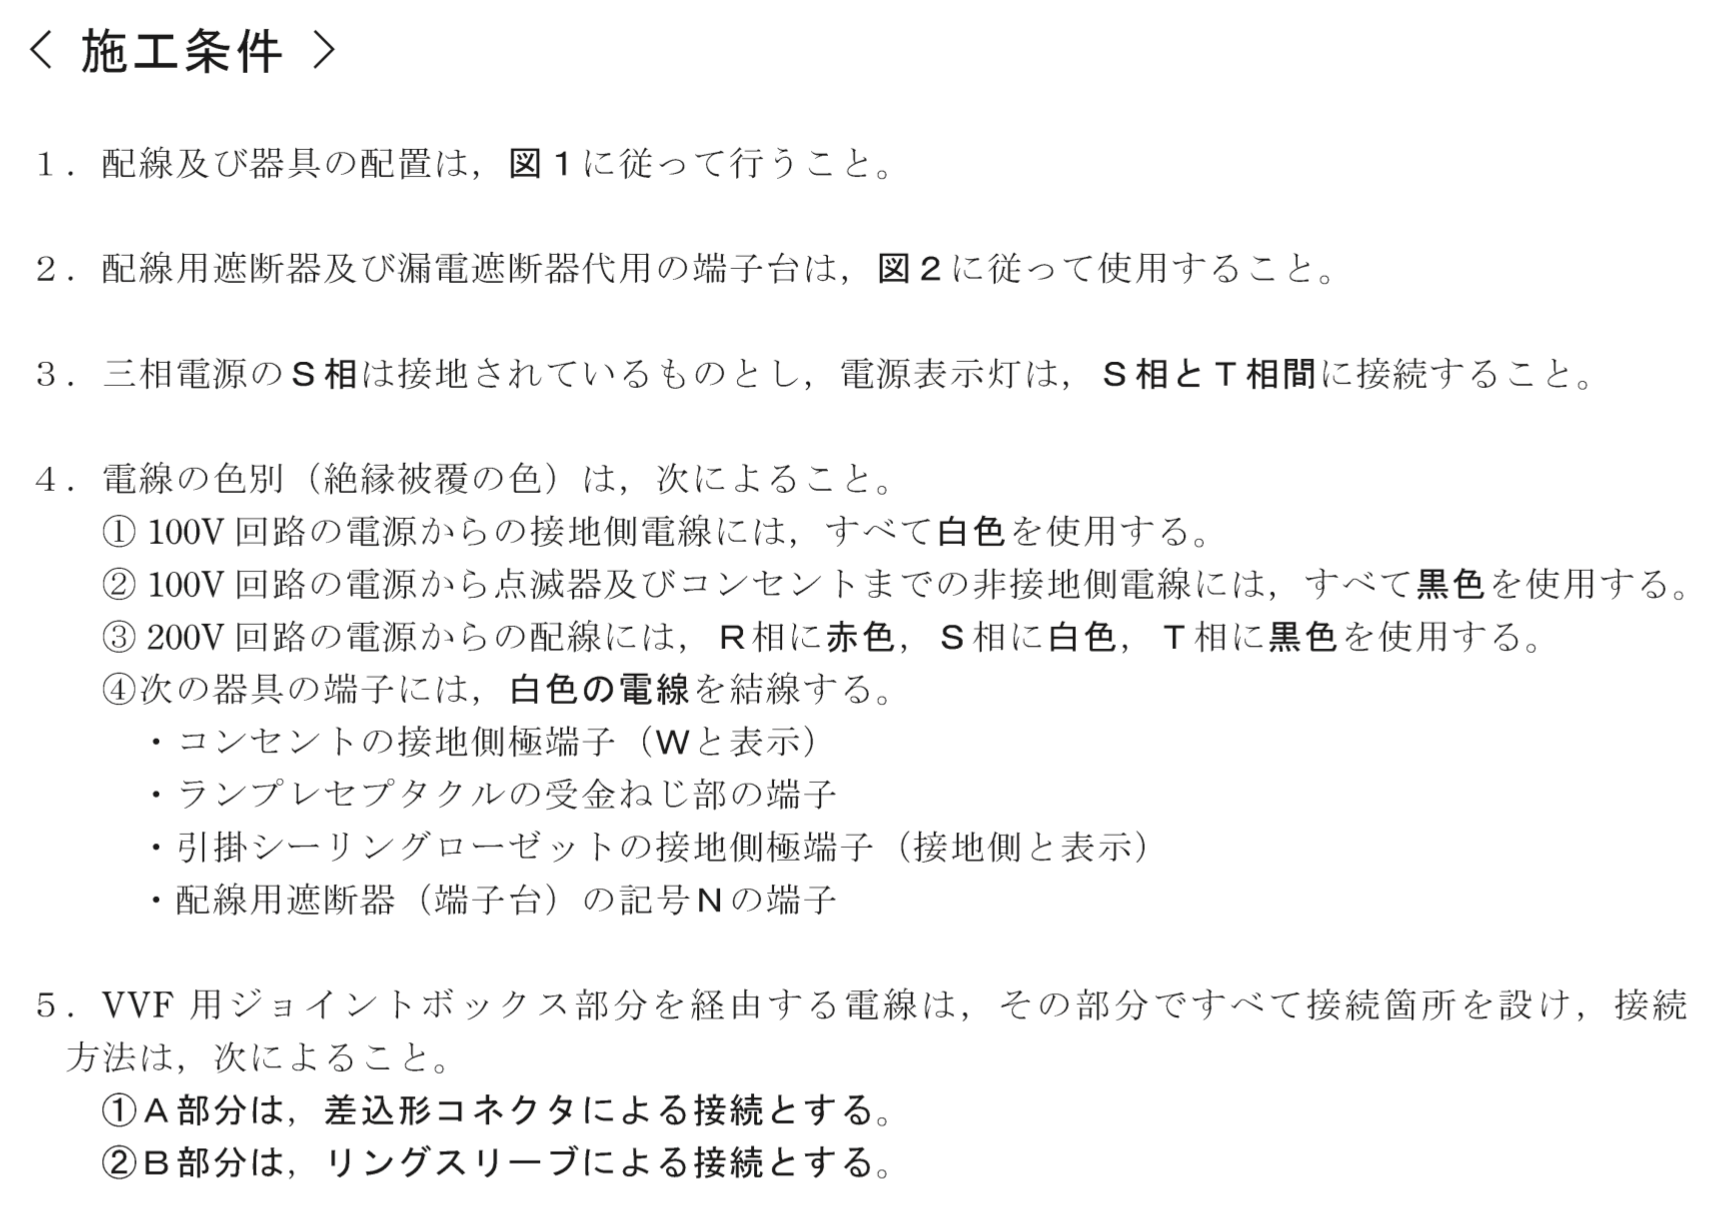 〈 施工条件 〉
１．配線及び器具の配置は，図１に従って行うこと。
２．配線用遮断器及び漏電遮断器代用の端子台は，図２に従って使用すること。
３．三相電源のＳ相は接地されているものとし，電源表示灯は，Ｓ相とＴ相間に接続すること。
４．電線の色別（絶縁被覆の色）は，次によること。
① 100V 回路の電源からの接地側電線には，すべて白色を使用する。
② 100V 回路の電源から点滅器及びコンセントまでの非接地側電線には，すべて黒色を使用する。
③ 200V 回路の電源からの配線には，Ｒ相に赤色，Ｓ相に白色，Ｔ相に黒色を使用する。
④次の器具の端子には，白色の電線を結線する。
・コンセントの接地側極端子（Ｗと表示）
・ランプレセプタクルの受金ねじ部の端子
・引掛シーリングローゼットの接地側極端子（接地側と表示）
・配線用遮断器（端子台）の記号Ｎの端子
５．VVF 用ジョイントボックス部分を経由する電線は，その部分ですべて接続箇所を設け，接続
方法は，次によること。
①Ａ部分は，差込形コネクタによる接続とする。
②Ｂ部分は，リングスリーブによる接続とする。